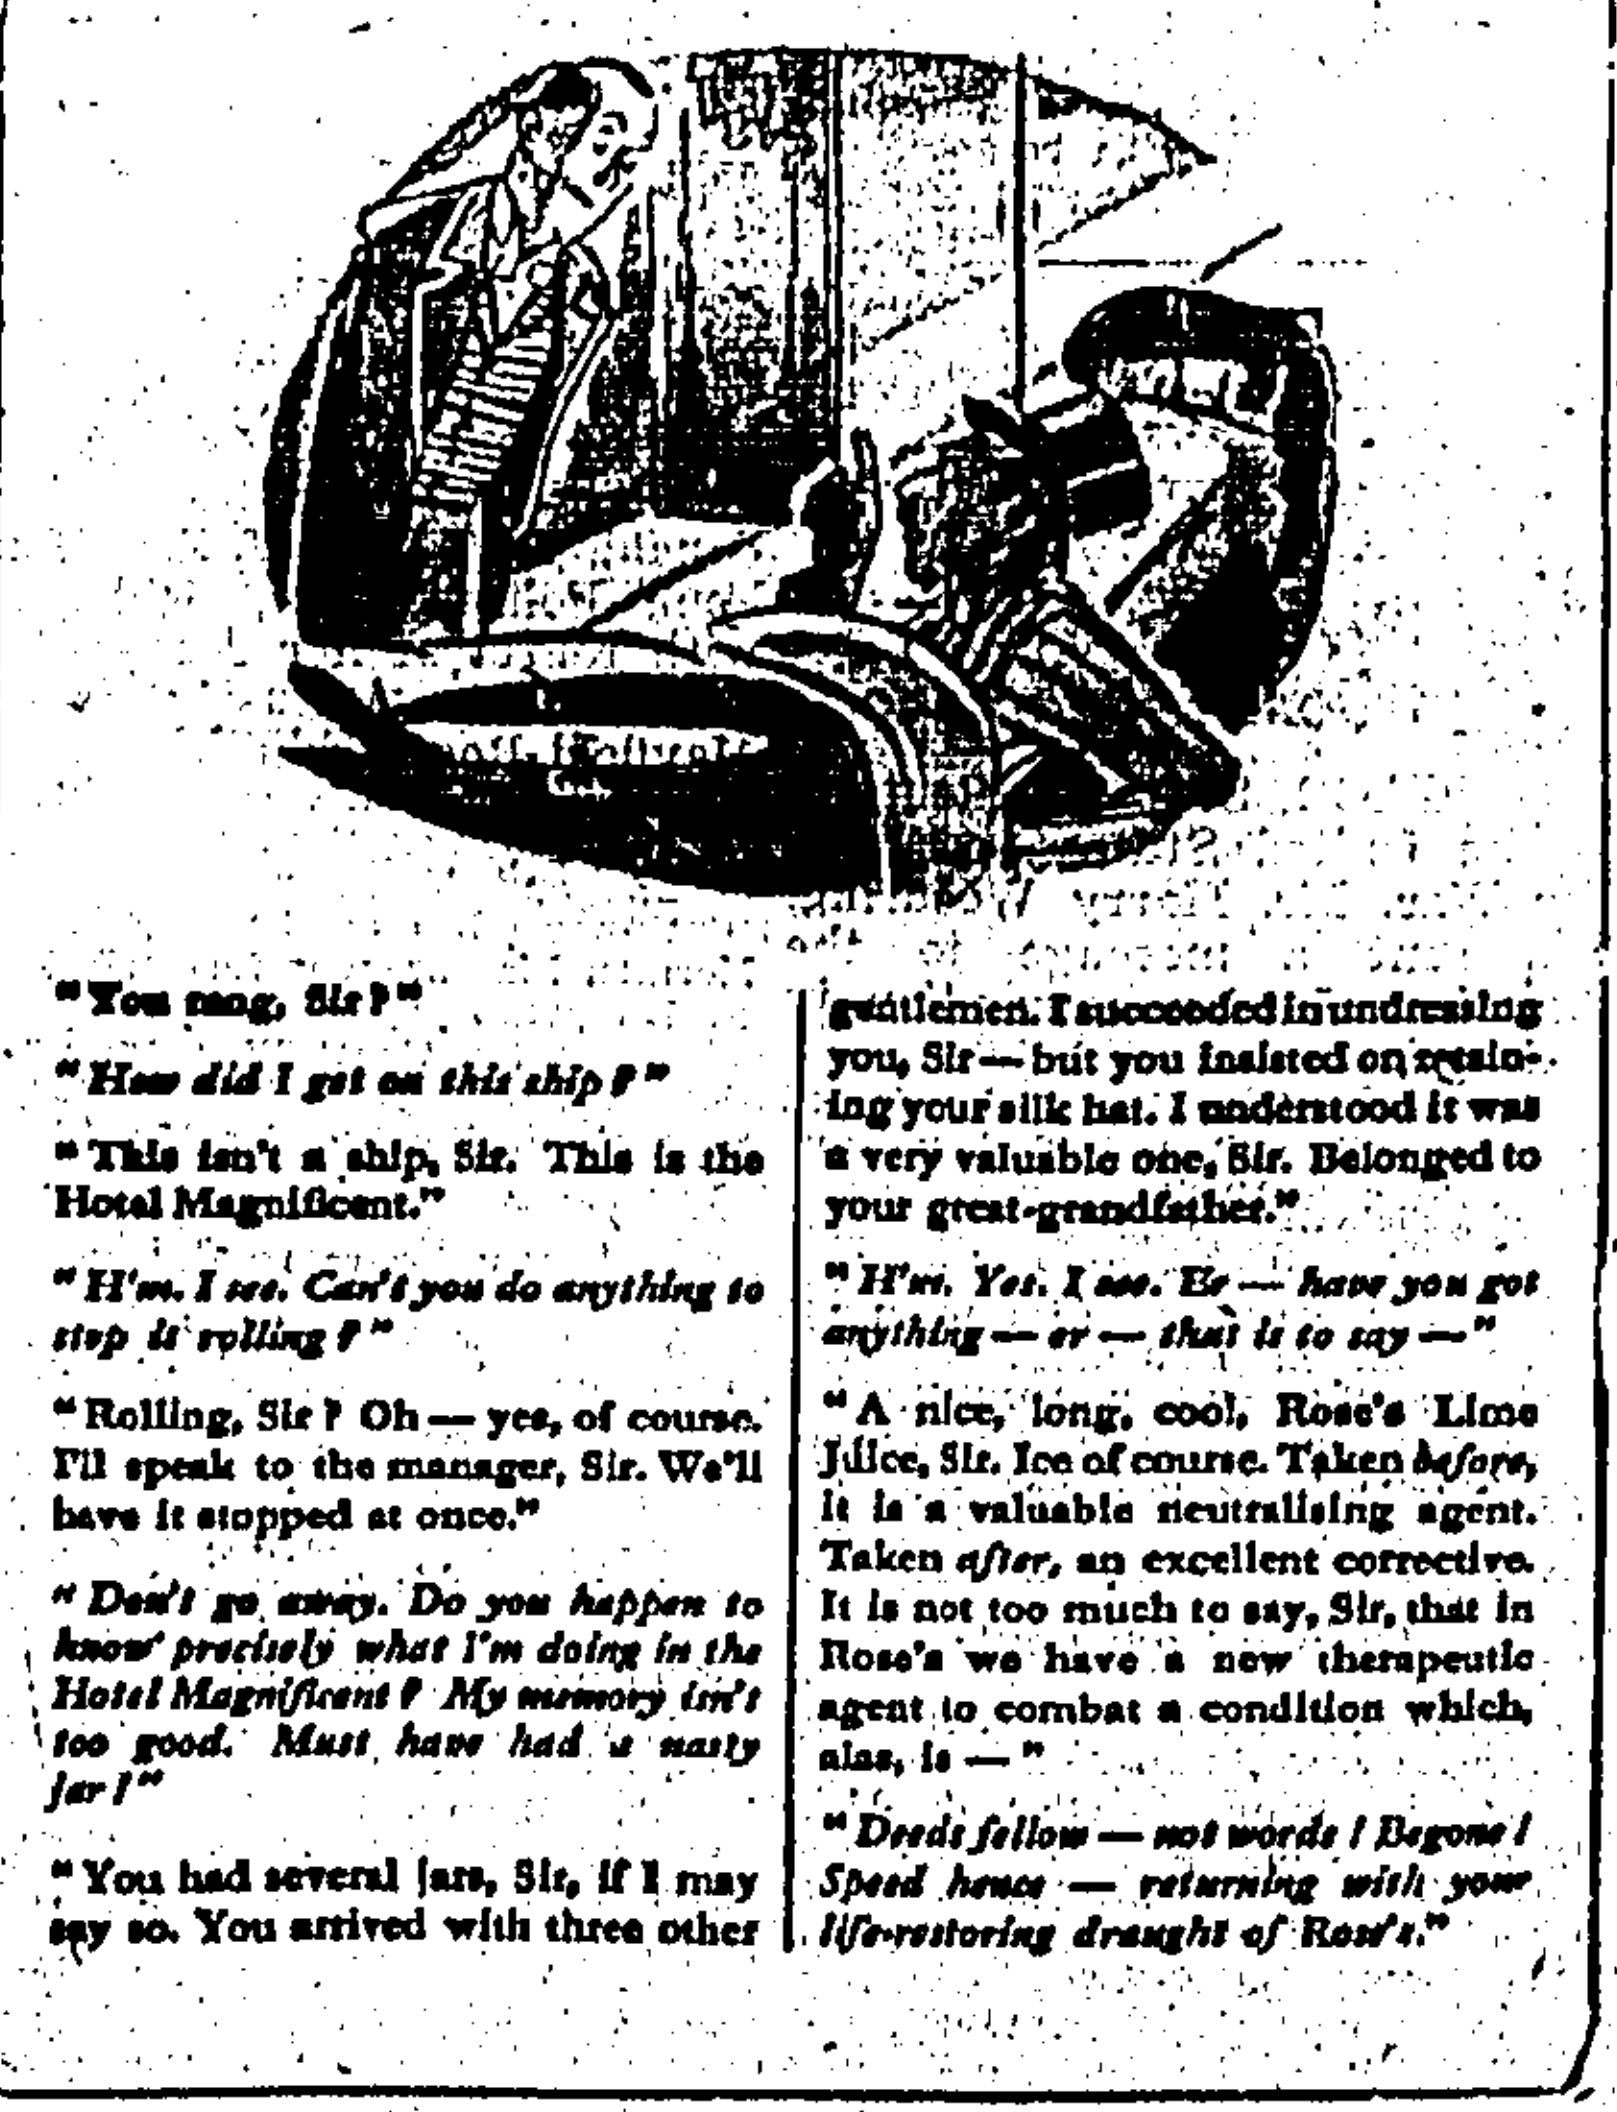 "You rang, Sir?"
"How did I get on this ship?"
"This isn't a ship, Sir. This is the
Hotel Magnificent."
"H'm. I see. Can't you do anything to
stop it rolling?"
"Rolling, Sir? Oh — yes, of course.
I'll speak to the manager, Sir. We'll
have it stopped at once."
"Don't go away. Do you happen to
know precisely what I'm doing in the
Hotel Magnificent? My memory isn't
too good. Must have had a nasty
jar!"
"You had several jars, Sir, if I may
say so. You arrived with three other
gentlemen. I succeeded in undressing
you, Sir — but you insisted on retain-
ing your silk hat. I understood it was
a very valuable one, Sir. Belonged to
your great-grandfather."
"H'm. Yes. I see. Er — have you got
anything — er — that is to say —"
"A nice, long, cool, Rose's Lime
Juice, Sir. Ice of course. Taken before,
it is a valuable neutralising agent.
Taken after, an excellent corrective.
It is not too much to say, Sir, that in
Rose's we have a new therapeutic
agent to combat a condition which,
alas, is — "
"Deeds fellow — not words! Begone!
Speed hence — returning with your
life-restoring draught of Rose's."